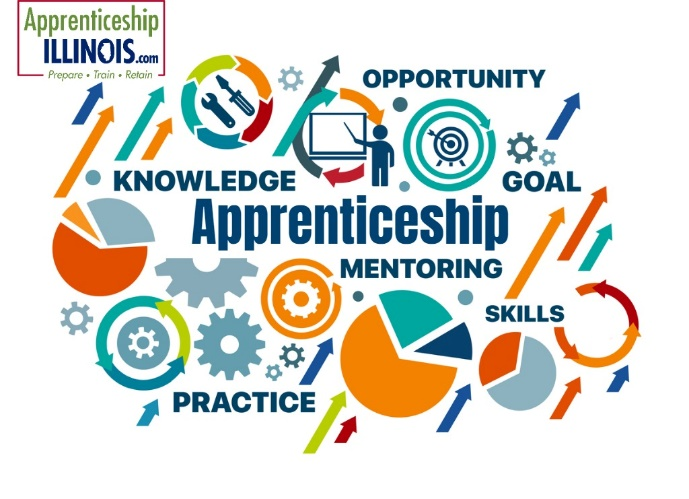 Apprenticeship
ILLINOIS.com
Prepare • Train • Retain
OPPORTUNITY
KNOWLEDGE
GOAL
Apprenticeship
MENTORING
SKILLS
PRACTICE